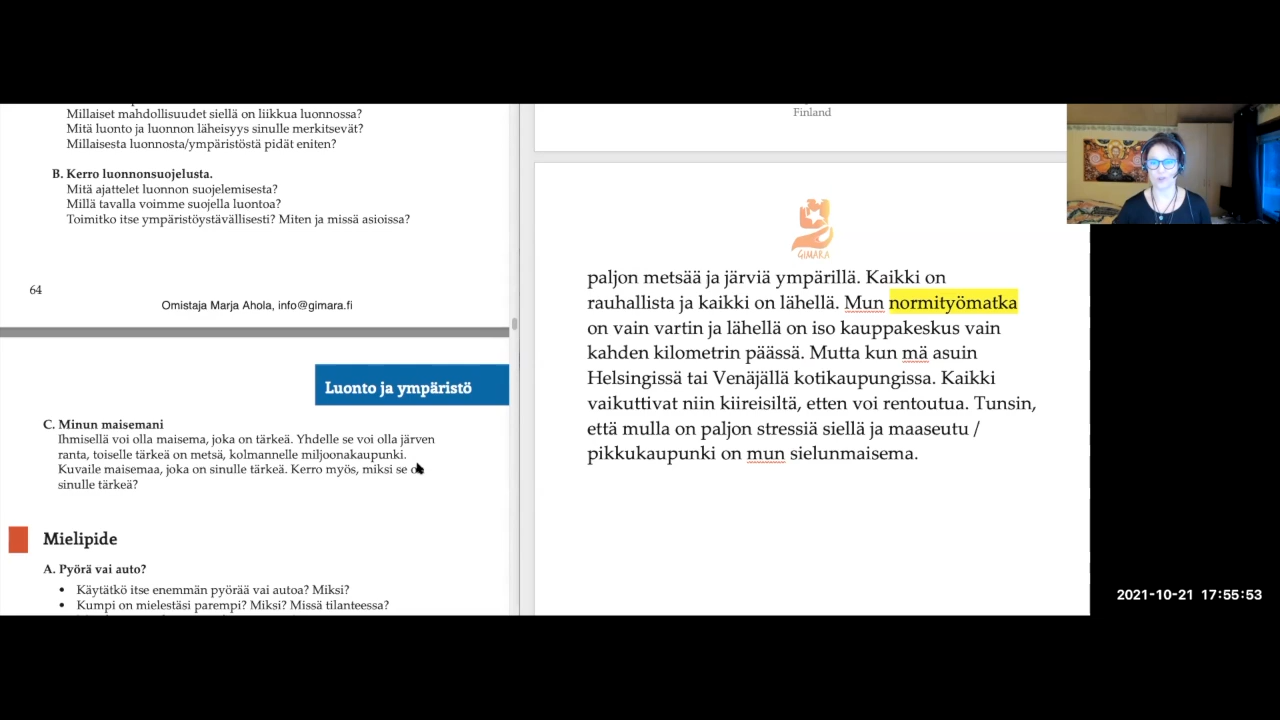 Millaiset mahdollisuudet siellä on liikkua luonnossa?
Mitä luonto ja luonnon läheisyys sinulle merkitsevät?
Millaisesta luonnosta/ympäristöstä pidät eniten?
B. Kerro luonnonsuojelusta.
Mitä ajattelet luonnon suojelemisesta?
Millä tavalla voimme suojella luontoa?
Toimitko itse ympäristöystävällisesti? Miten ja missä asioissa?
64
Omistaja Marja Ahola, info@gimara.fi
Luonto ja ympäristö
C. Minun maisemani
Ihmisellä voi olla maisema, joka on tärkeä. Yhdelle se voi olla järven
ranta, toiselle tärkeä on metsä, kolmannelle miljoonakaupunki.
Kuvaile maisemaa, joka on sinulle tärkeä. Kerro myös, miksi se on
sinulle tärkeä?
Mielipide
A. Pyörä vai auto?
• Käytätkö itse enemmän pyörää vai autoa? Miksi?
• Kumpi on mielestäsi parempi? Miksi? Missä tilanteessa?
Finland
GIMARA
paljon metsää ja järviä ympärillä. Kaikki on
rauhallista ja kaikki on lähellä. Mun normityömatka
on vain vartin ja lähellä on iso kauppakeskus vain
kahden kilometrin päässä. Mutta kun mä asuin
Helsingissä tai Venäjällä kotikaupungissa. Kaikki
vaikuttivat niin kiireisiltä, etten voi rentoutua. Tunsin,
että mulla on paljon stressiä siellä ja maaseutu /
pikkukaupunki on mun sielunmaisema.
2021-10-21 17:55:53